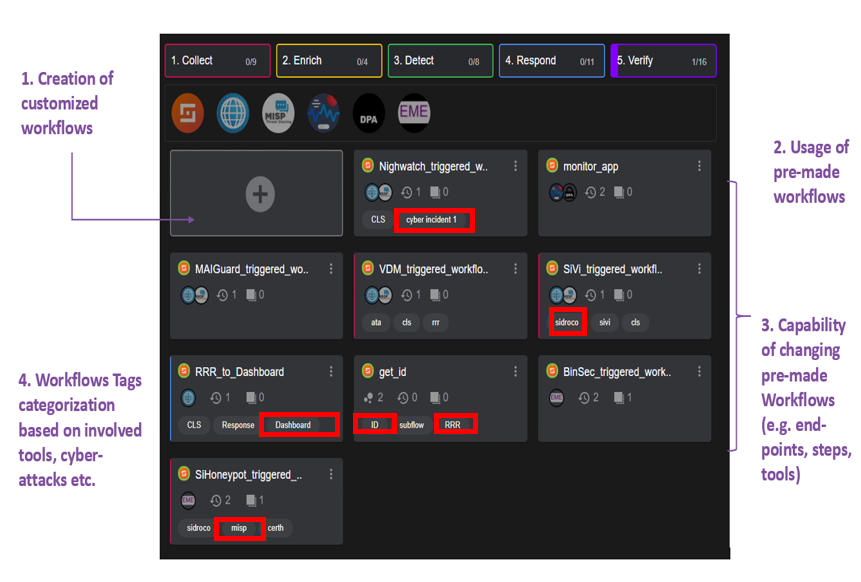 1. Collect 0/9 2. Enrich 0/4 3. Detect 0/8 4. Respond 0/11 5. Verify 1/16
1. Creation of
customized
workflows
MISP
Threat Sharing
DPA
EME
2. Usage of
pre-made
workflows
Nighwatch_triggered_w..
1 0
CLS cyber incident 1
monitor_app
2 0
MAIGuard_triggered_wo..
1 0
VDM_triggered_workflo..
1 0
ata cls rrr
SiVi_triggered_workfl..
1 0
sidroco sivi cls
3. Capability
of changing
pre-made
Workflows
(e.g. end-
points, steps,
tools)
4. Workflows Tags
categorization
based on involved
tools, cyber-
attacks etc.
RRR_to_Dashboard
1 0
CLS Response Dashboard
get_id
2 0 0
ID subflow RRR
BinSec_triggered_work..
EME 2 1
SiHoneypot_triggered_..
EME 2 1
sidroco misp certh